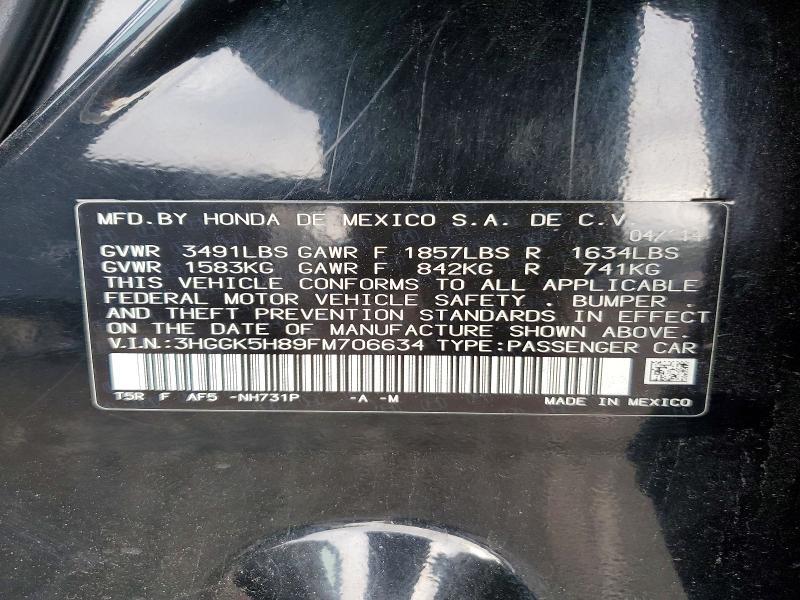 MFD.BY HONDA DE MEXICO S.A. DE C.V.
04/14
GVWR 3491LBS GAWR F 1857LBS R 1634LBS
GVWR 1583KG GAWR F 842KG R 741KG
THIS VEHICLE CONFORMS TO ALL APPLICABLE
FEDERAL MOTOR VEHICLE SAFETY . BUMPER .
AND THEFT PREVENTION STANDARDS IN EFFECT
ON THE DATE OF MANUFACTURE SHOWN ABOVE.
V.I.N.:3HGGK5H89FM706634 TYPE:PASSENGER CAR
T5R F AF5 -NH731P -A -M MADE IN MEXICO